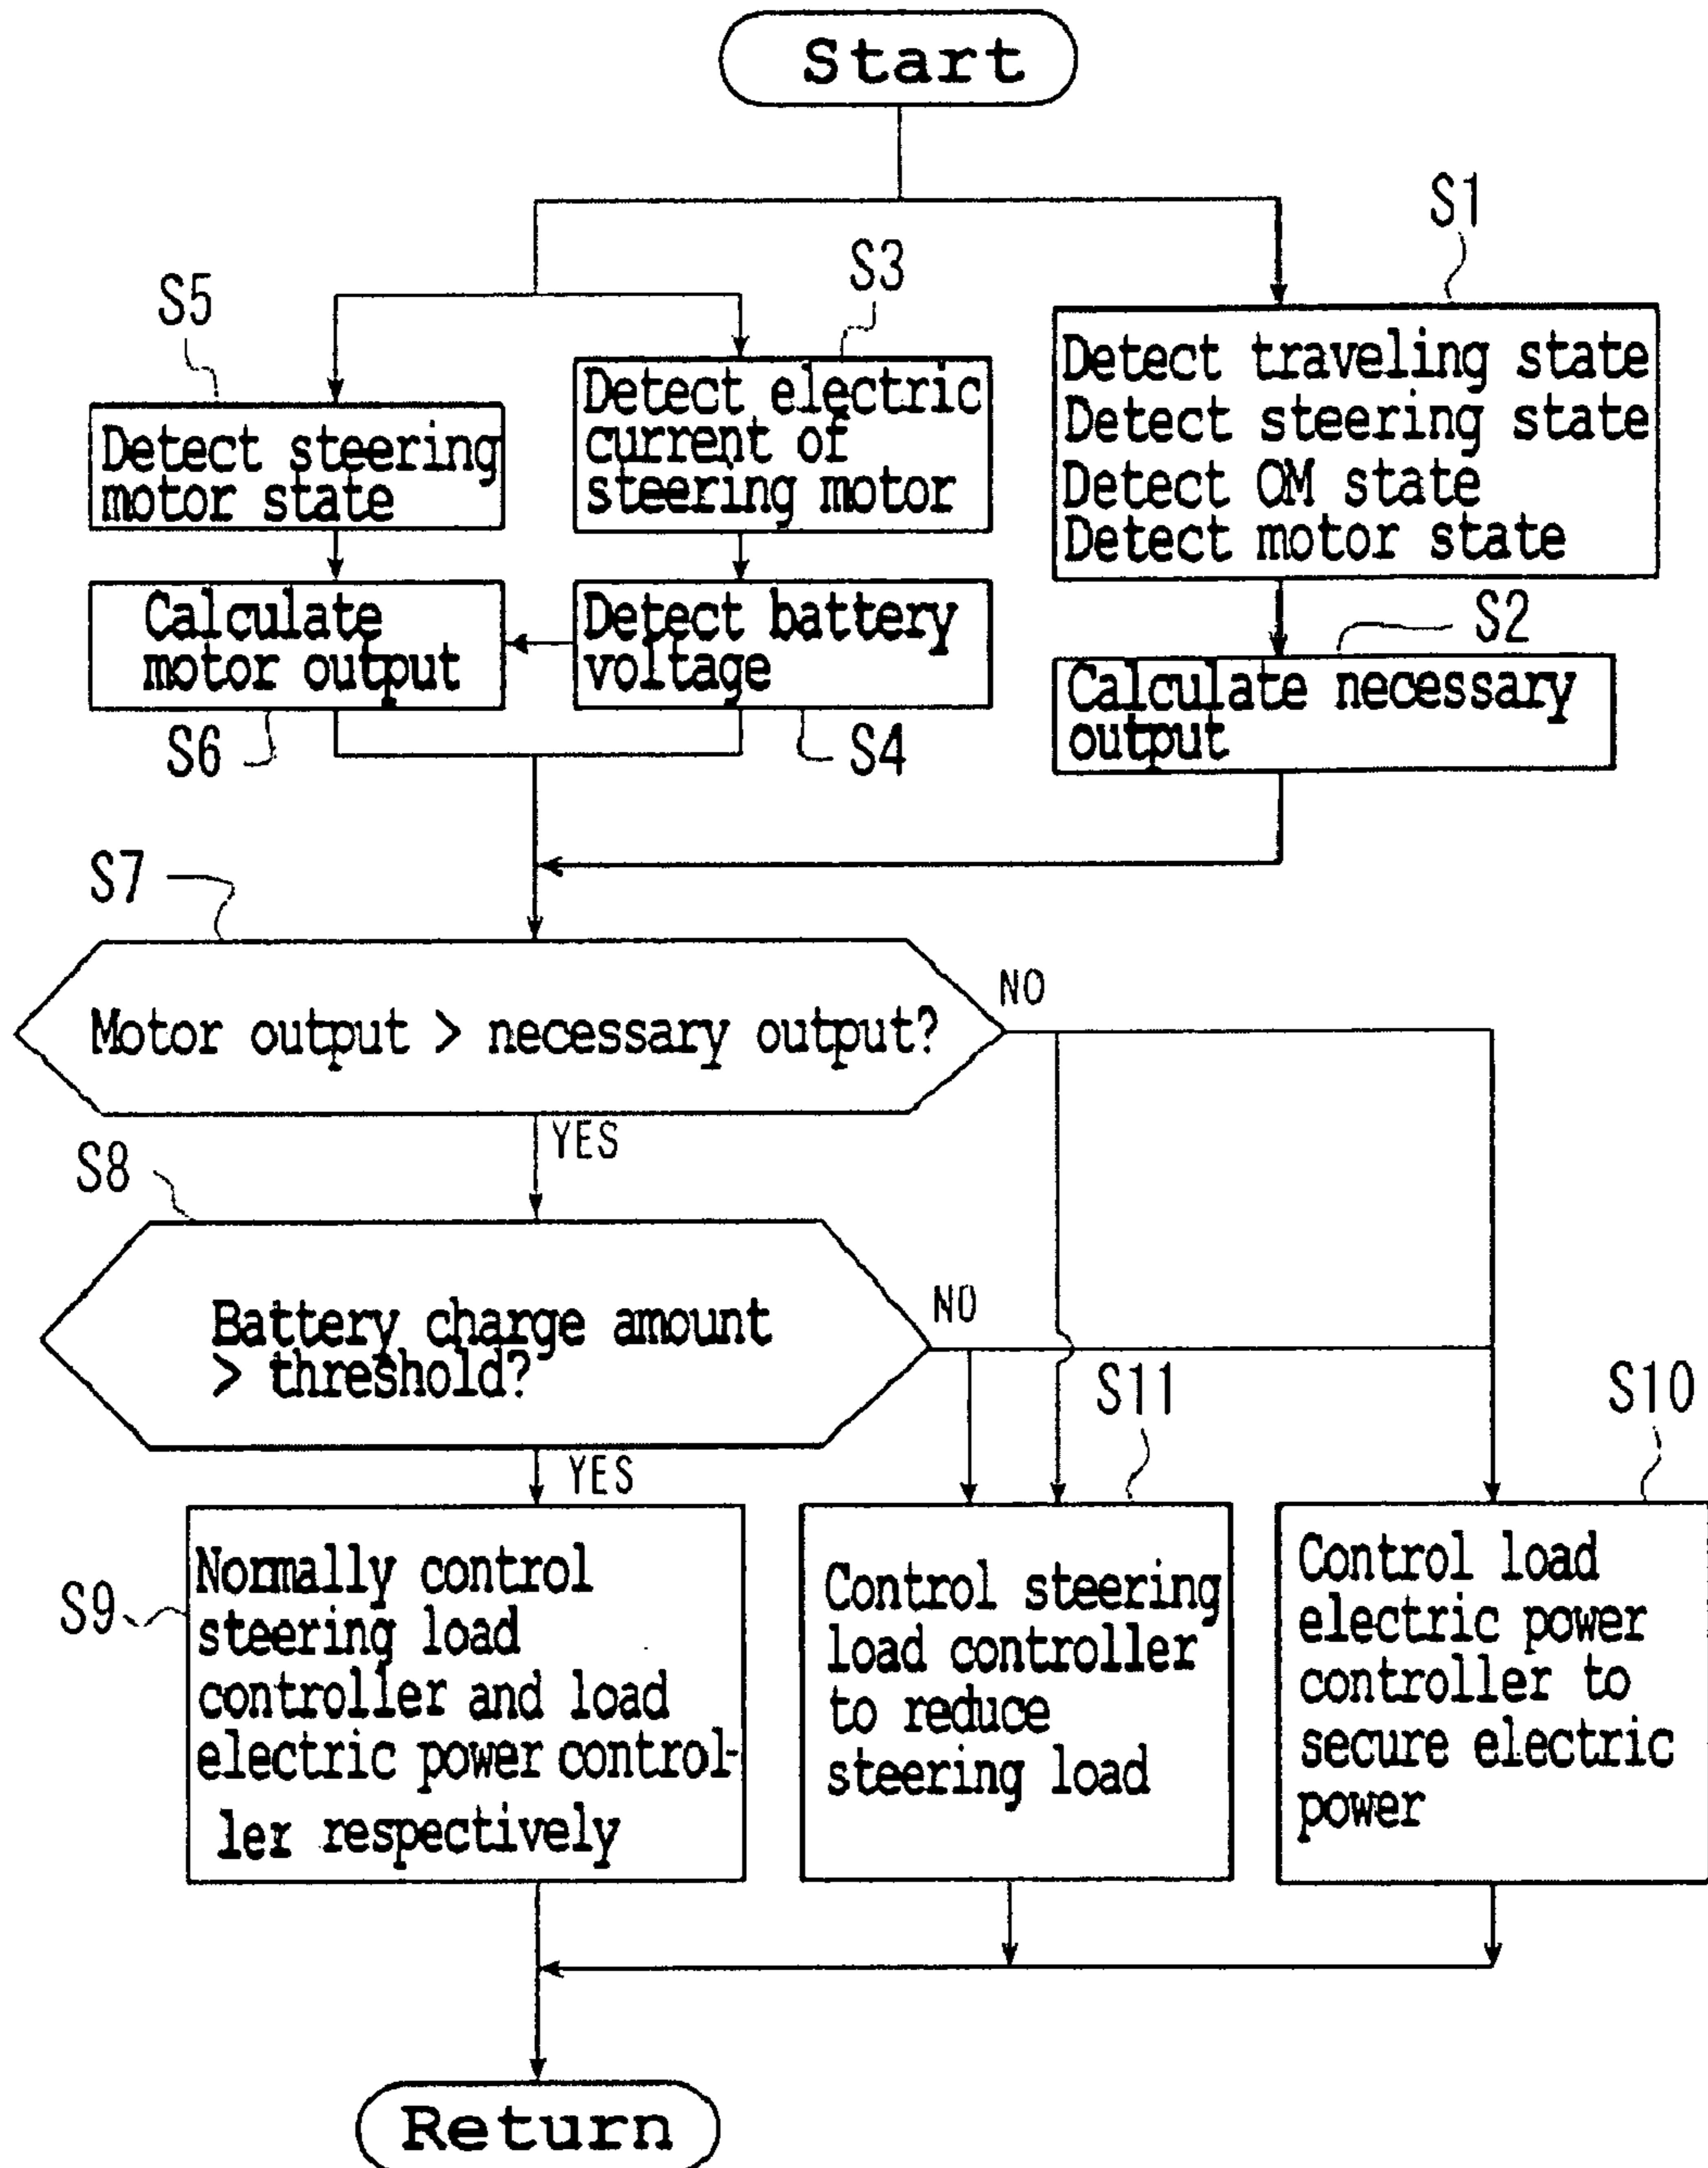 Start
S1
S3
S5
Detect traveling state
Detect steering state
Detect OM state
Detect motor state
Detect electric
current of
steering motor
Detect steering
motor state
S2
Calculate
motor output
Detect battery
voltage
Calculate necessary
output
S6
S4
S7
Motor output > necessary output?
NO
YES
S8
Battery charge amount
> threshold?
NO
YES
S11
S10
S9
Normally control
steering load
controller and load
electric power control-
ler respectively
Control steering
load controller
to reduce
steering load
Control load
electric power
controller to
secure electric
power
Return